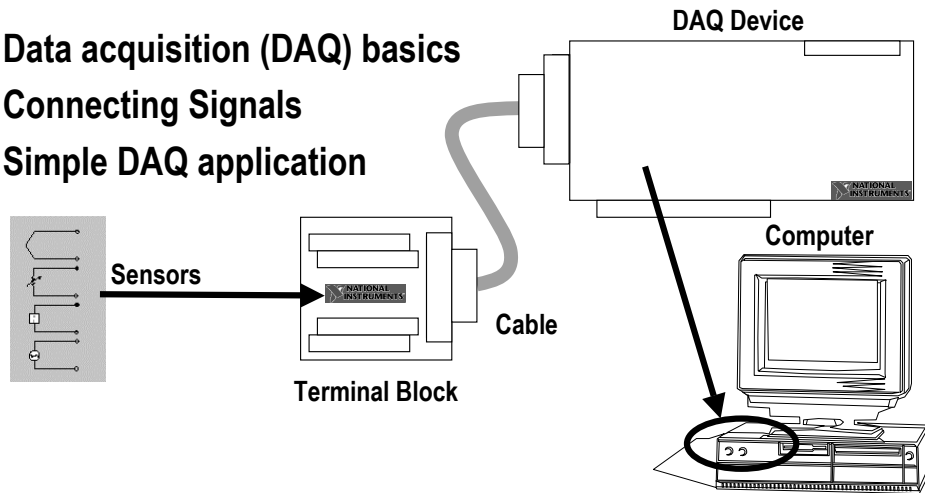 DAQ Device
Data acquisition (DAQ) basics
Connecting Signals
Simple DAQ application
NATIONAL
INSTRUMENTS
Computer
Sensors
NATIONAL
INSTRUMENTS
Cable
Terminal Block